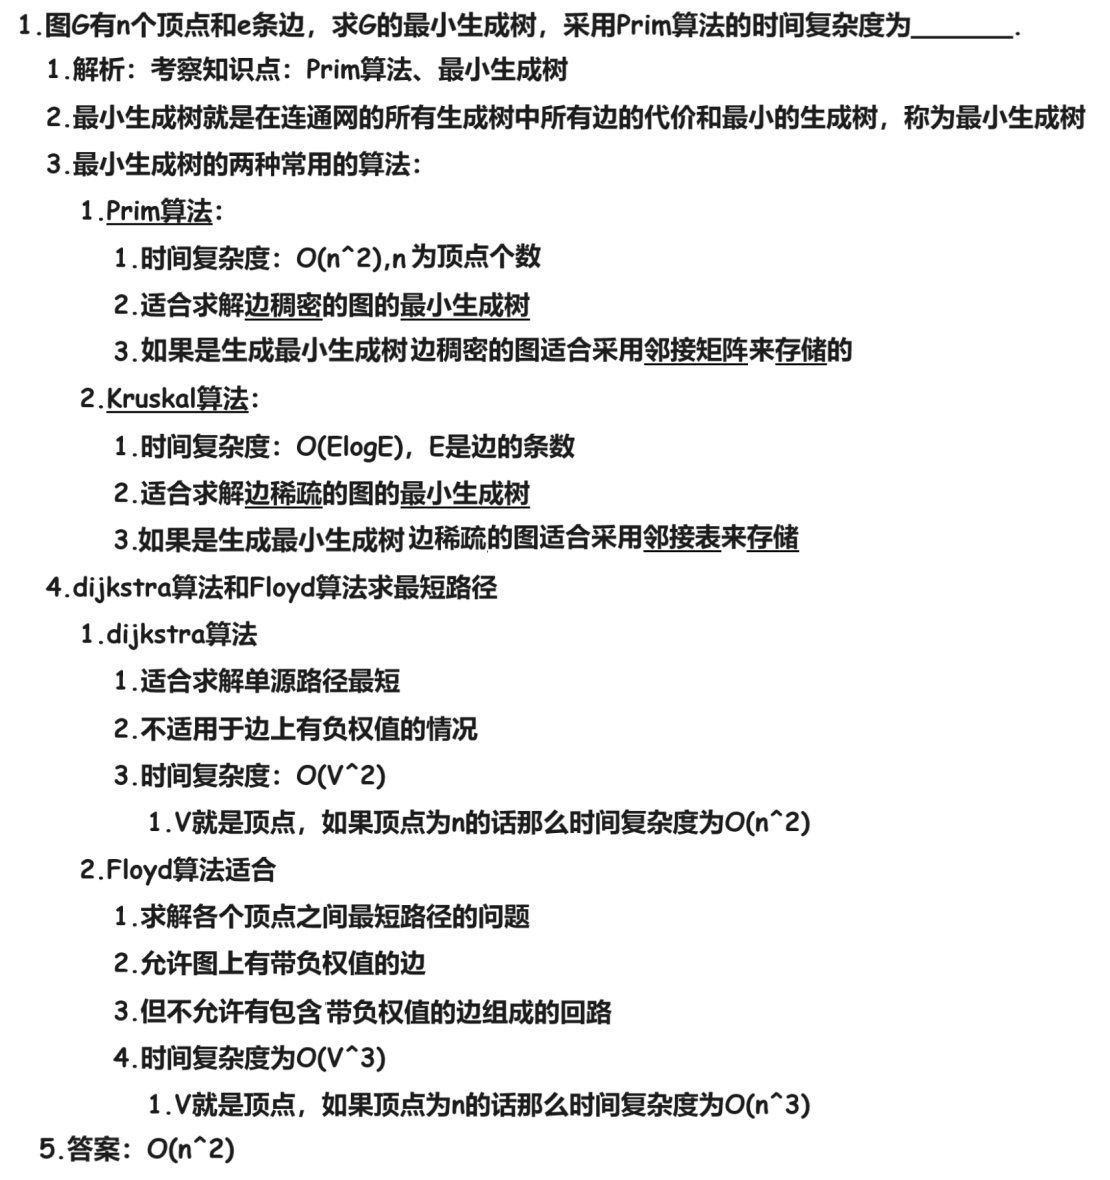 1.图G有n个顶点和e条边，求G的最小生成树，采用Prim算法的时间复杂度为_______.
1.解析：考察知识点：Prim算法、最小生成树
2.最小生成树就是在连通网的所有生成树中所有边的代价和最小的生成树，称为最小生成树
3.最小生成树的两种常用的算法：
1.Prim算法：
1.时间复杂度：O(n^2),n为顶点个数
2.适合求解边稠密的图的最小生成树
3.如果是生成最小生成树边稠密的图适合采用邻接矩阵来存储的
2.Kruskal算法：
1.时间复杂度：O(ElogE)，E是边的条数
2.适合求解边稀疏的图的最小生成树
3.如果是生成最小生成树边稀疏的图适合采用邻接表来存储
4.dijkstra算法和Floyd算法求最短路径
1.dijkstra算法
1.适合求解单源路径最短
2.不适用于边上有负权值的情况
3.时间复杂度：O(V^2)
1.V就是顶点，如果顶点为n的话那么时间复杂度为O(n^2)
2.Floyd算法适合
1.求解各个顶点之间最短路径的问题
2.允许图上有带负权值的边
3.但不允许有包含带负权值的边组成的回路
4.时间复杂度为O(V^3)
1.V就是顶点，如果顶点为n的话那么时间复杂度为O(n^3)
5.答案：O(n^2)